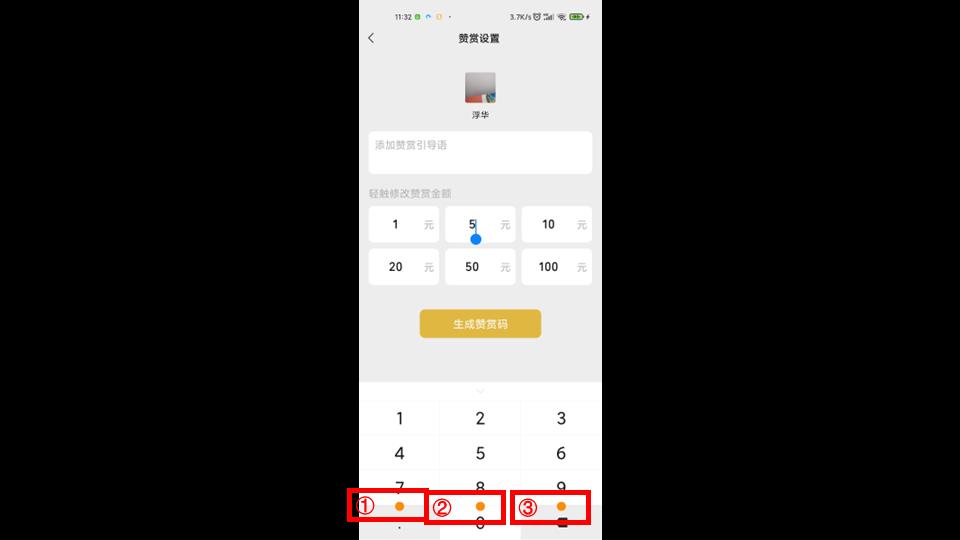 11:32 3.7K/s
赞赏设置
浮华
添加赞赏引导语
轻触修改赞赏金额
1 元 5 元 10 元
20 元 50 元 100 元
生成赞赏码
1 2 3
4 5 6
7 8 9
① ② ③
. 0